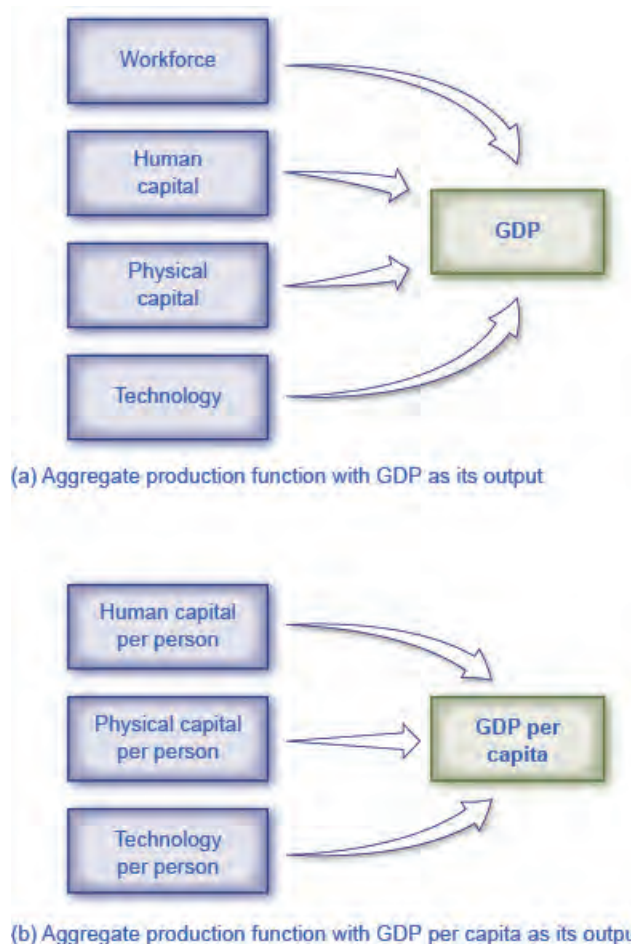 Workforce
Human
capital
GDP
Physical
capital
Technology
(a) Aggregate production function with GDP as its output
Human capital
per person
Physical capital
per person
GDP per
capita
Technology
per person
(b) Aggregate production function with GDP per capita as its outpu